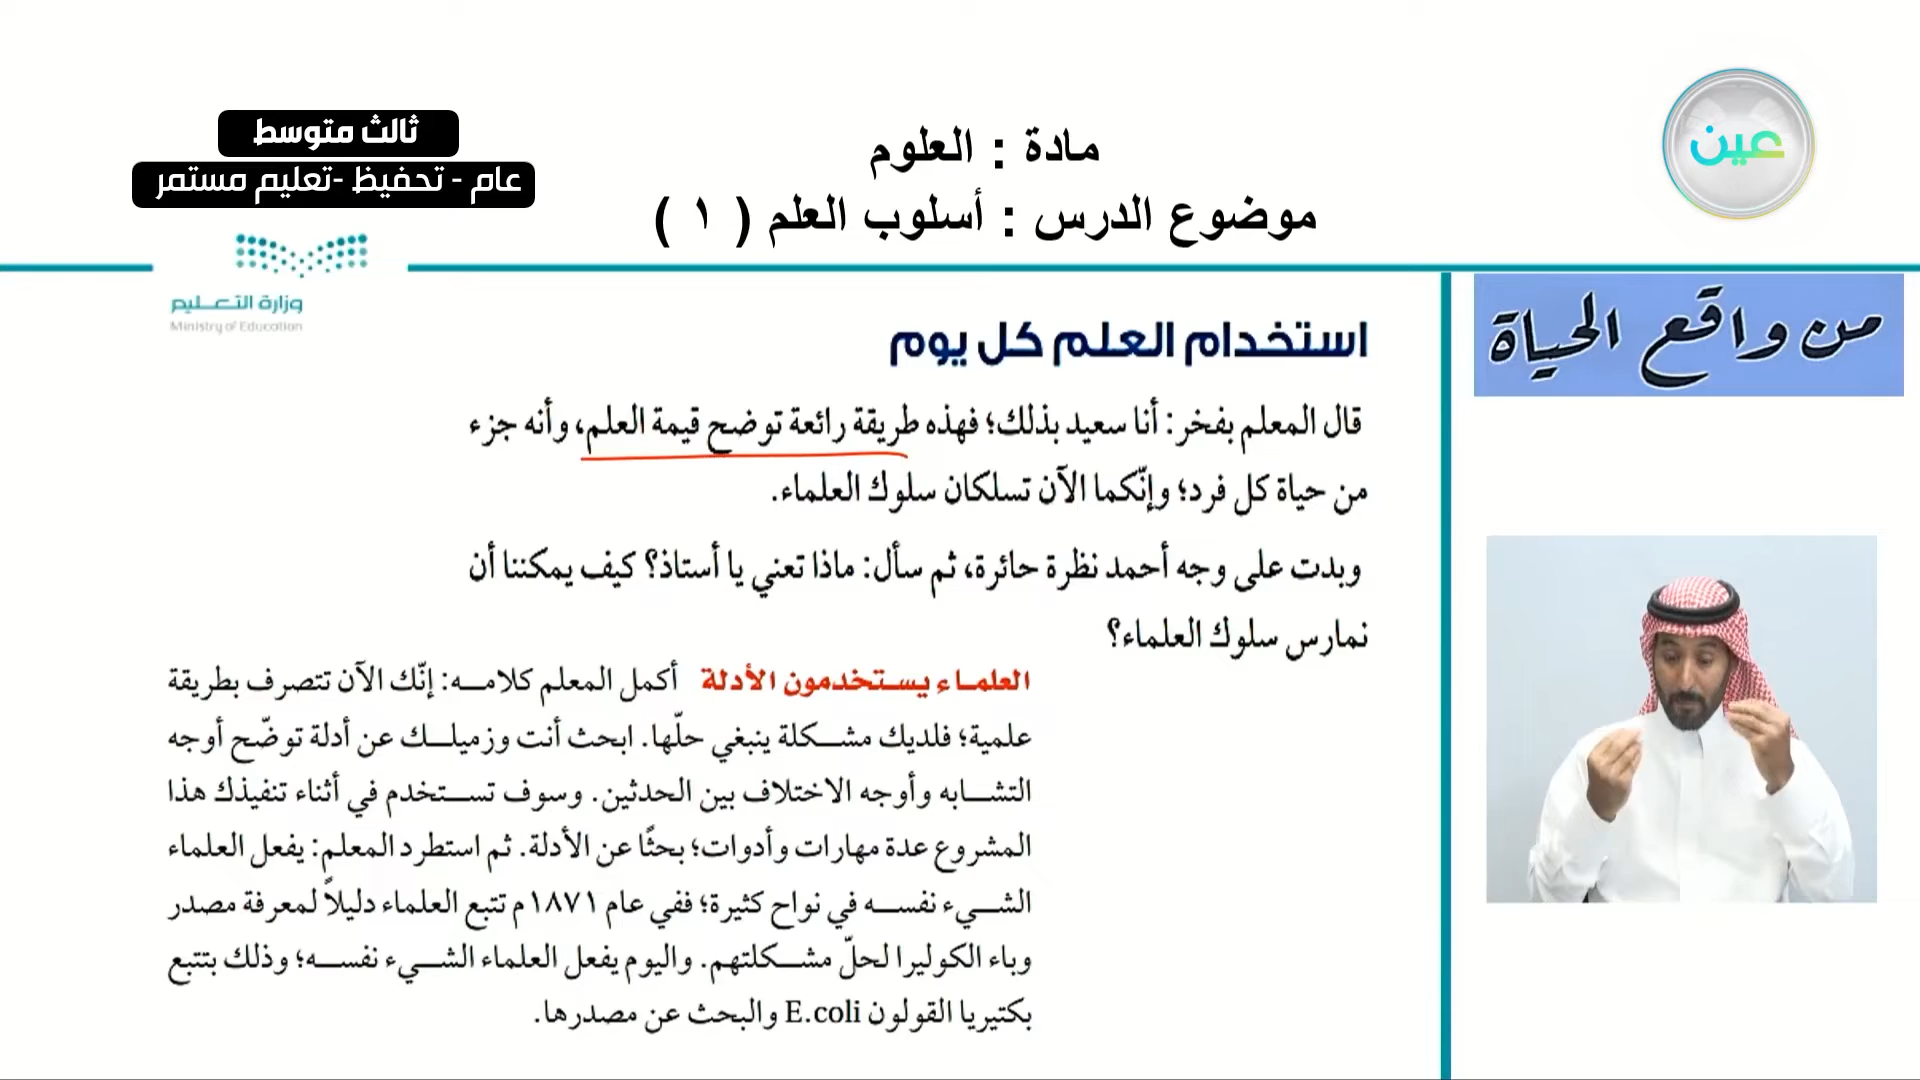 عين
مادة : العلوم
موضوع الدرس : أسلوب العلم ( ١ )
ثالث متوسط
عام - تحفيظ -تعليم مستمر
وزارة التعليم
Ministry of Education
من واقع الحياة
استخدام العلم كل يوم
قال المعلم بفخر: أنا سعيد بذلك؛ فهذه طريقة رائعة توضح قيمة العلم، وأنه جزء
من حياة كل فرد؛ وإنّكما الآن تسلكان سلوك العلماء.
وبدت على وجه أحمد نظرة حائرة، ثم سأل: ماذا تعني يا أستاذ؟ كيف يمكننا أن
نمارس سلوك العلماء؟
العلماء يستخدمون الأدلة أكمل المعلم كلامه: إنّك الآن تتصرف بطريقة
علمية؛ فلديك مشكلة ينبغي حلّها. ابحث أنت وزميلك عن أدلة توضّح أوجه
التشابه وأوجه الاختلاف بين الحدثين. وسوف تستخدم في أثناء تنفيذك هذا
المشروع عدة مهارات وأدوات؛ بحثًا عن الأدلة. ثم استطرد المعلم: يفعل العلماء
الشيء نفسه في نواح كثيرة؛ ففي عام ١٨٧١م تتبع العلماء دليلاً لمعرفة مصدر
وباء الكوليرا لحلّ مشكلتهم. واليوم يفعل العلماء الشيء نفسه؛ وذلك بتتبع
بكتيريا القولون E.coli والبحث عن مصدرها.